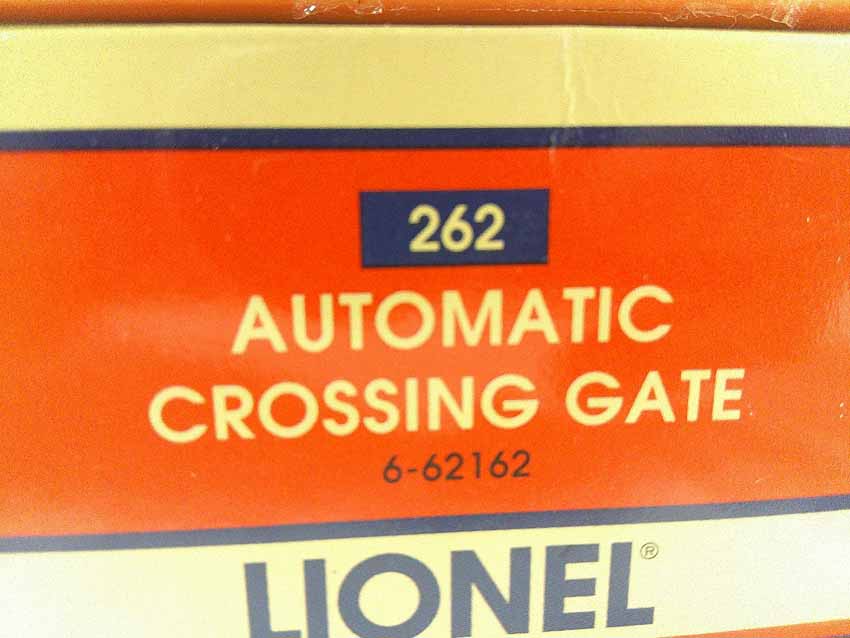 262
AUTOMATIC
CROSSING GATE
6-62162
LIONEL®